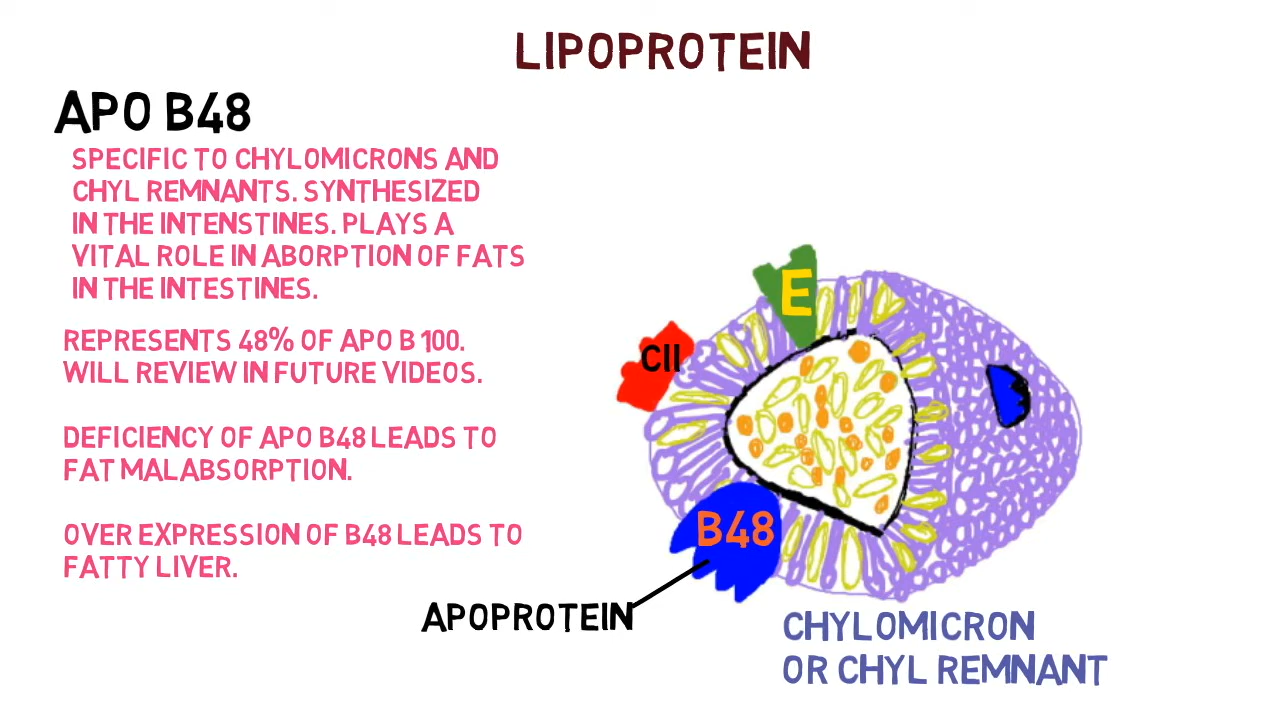 LIPOPROTEIN
APO B48
SPECIFIC TO CHYLOMICRONS AND
CHYL REMNANTS. SYNTHESIZED
IN THE INTENSTINES. PLAYS A
VITAL ROLE IN ABORPTION OF FATS
IN THE INTESTINES.
REPRESENTS 48% OF APO B 100.
WILL REVIEW IN FUTURE VIDEOS.
DEFICIENCY OF APO B48 LEADS TO
FAT MALABSORPTION.
OVER EXPRESSION OF B48 LEADS TO
FATTY LIVER.
E
CII
B48
APOPROTEIN
CHYLOMICRON
OR CHYL REMNANT